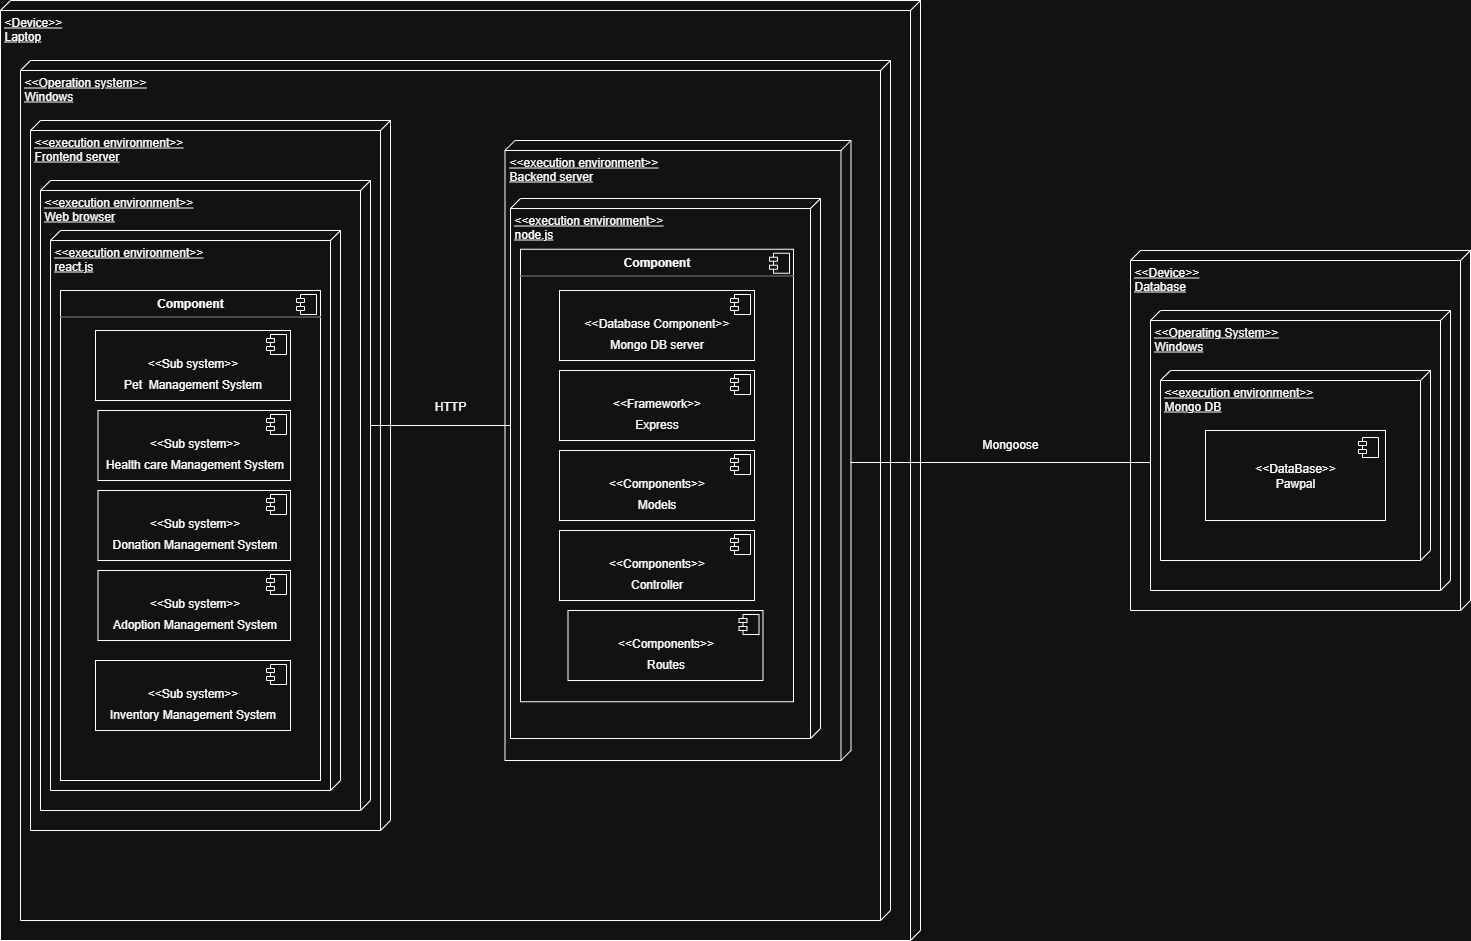 <Device>>
Laptop
<<Operation system>>
Windows
<<execution environment>>
Frontend server
<<execution environment>>
Web browser
<<execution environment>>
react.js
Component
<<Sub system>>
Pet  Management System
<<Sub system>>
Health care Management System
<<Sub system>>
Donation Management System
<<Sub system>>
Adoption Management System
<<Sub system>>
Inventory Management System
HTTP
<<execution environment>>
Backend server
<<execution environment>>
node.js
Component
<<Database Component>>
Mongo DB server
<<Framework>>
Express
<<Components>>
Models
<<Components>>
Controller
<<Components>>
Routes
Mongoose
<<Device>>
Database
<<Operating System>>
Windows
<<execution environment>>
Mongo DB
<<DataBase>>
Pawpal